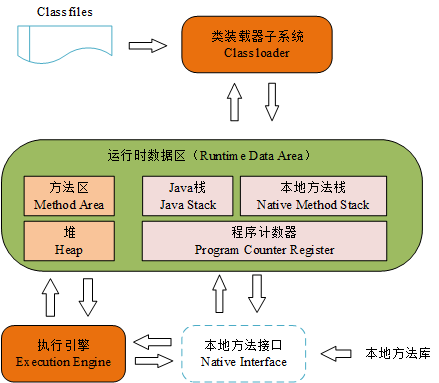 Class files
类装载器子系统
Class loader
运行时数据区（Runtime Data Area）
方法区
Method Area
Java栈
Java Stack
本地方法栈
Native Method Stack
堆
Heap
程序计数器
Program Counter Register
执行引擎
Execution Engine
本地方法接口
Native Interface
本地方法库